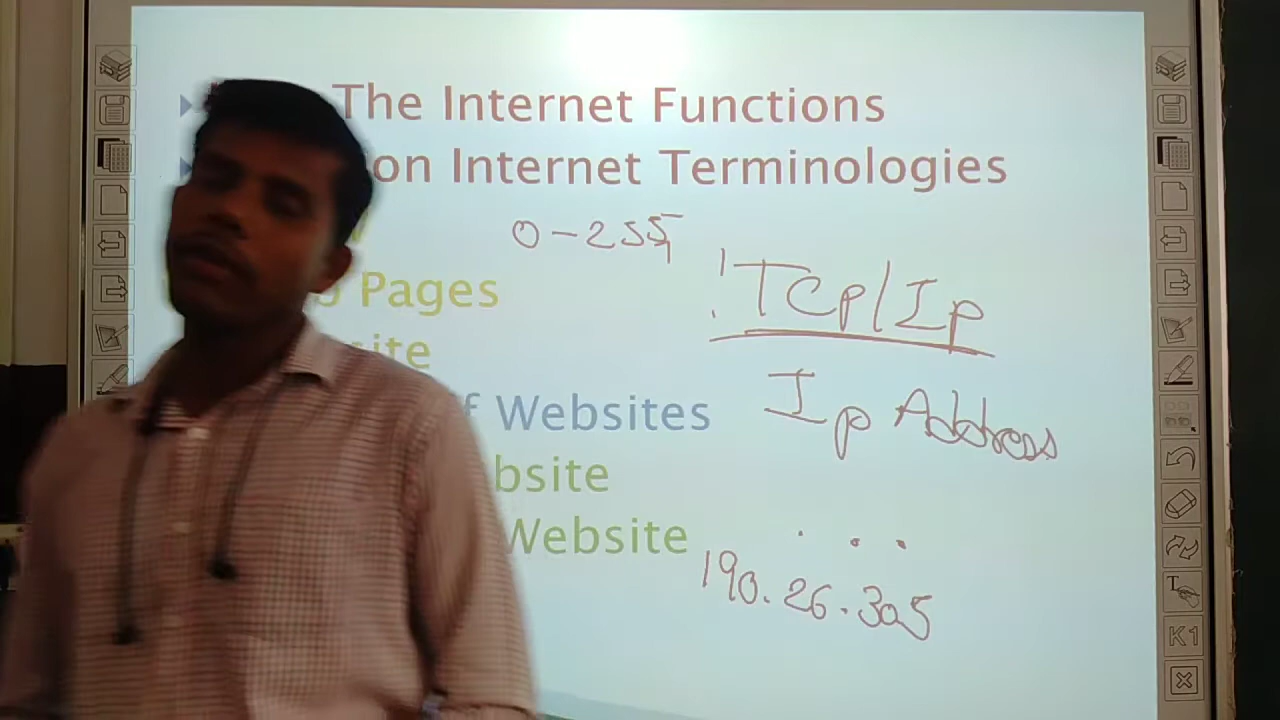 The Internet Functions
on Internet Terminologies
0-255
Pages
TCP/IP
site
Ip Address
f Websites
bsite
Website
190.26.305
K1